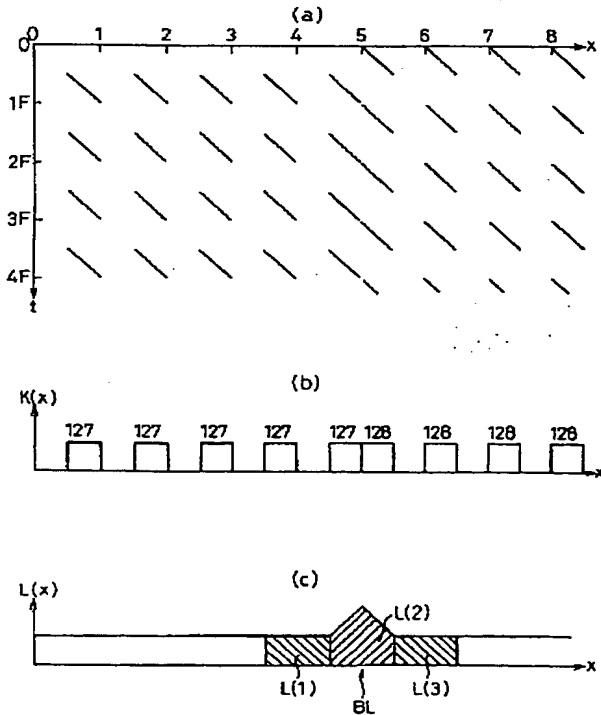 (a)
0 1 2 3 4 5 6 7 8 x
0
1F
2F
3F
4F
t
(b)
K(x)
127 127 127 127 127 128 128 128 128
x
(c)
L(x)
L(2)
x
L(1) BL L(3)